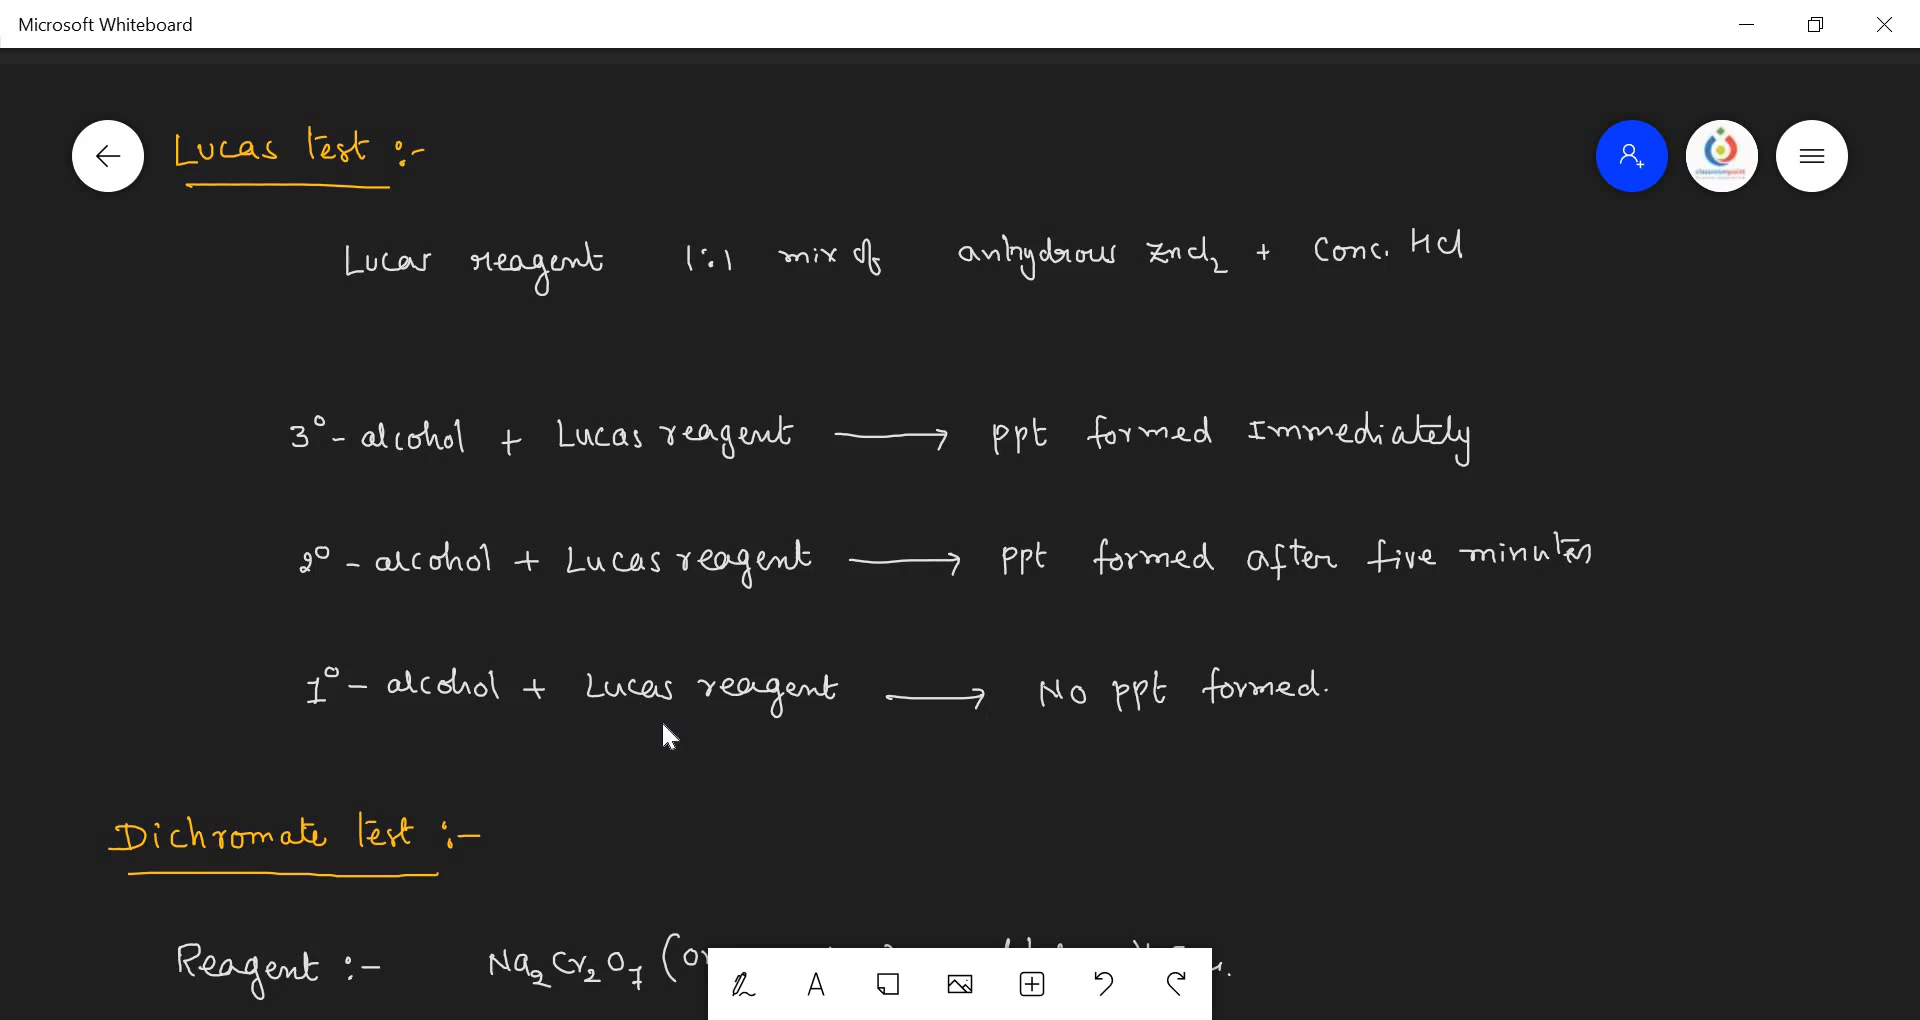 Microsoft Whiteboard
Lucas test :-
Lucas reagent 1:1 mix of anhydrous ZnCl2 + Conc. HCl
3°- alcohol + Lucas reagent ⟶ ppt formed Immediately
2° - alcohol + Lucas reagent ⟶ ppt formed after five minutes
1° - alcohol + Lucas reagent ⟶ No ppt formed.
Dichromate test :-
Reagent :- Na2Cr2O7 (or